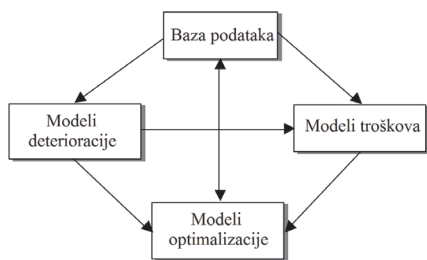 Baza podataka
Modeli
deterioracije
Modeli troškova
Modeli
optimalizacije